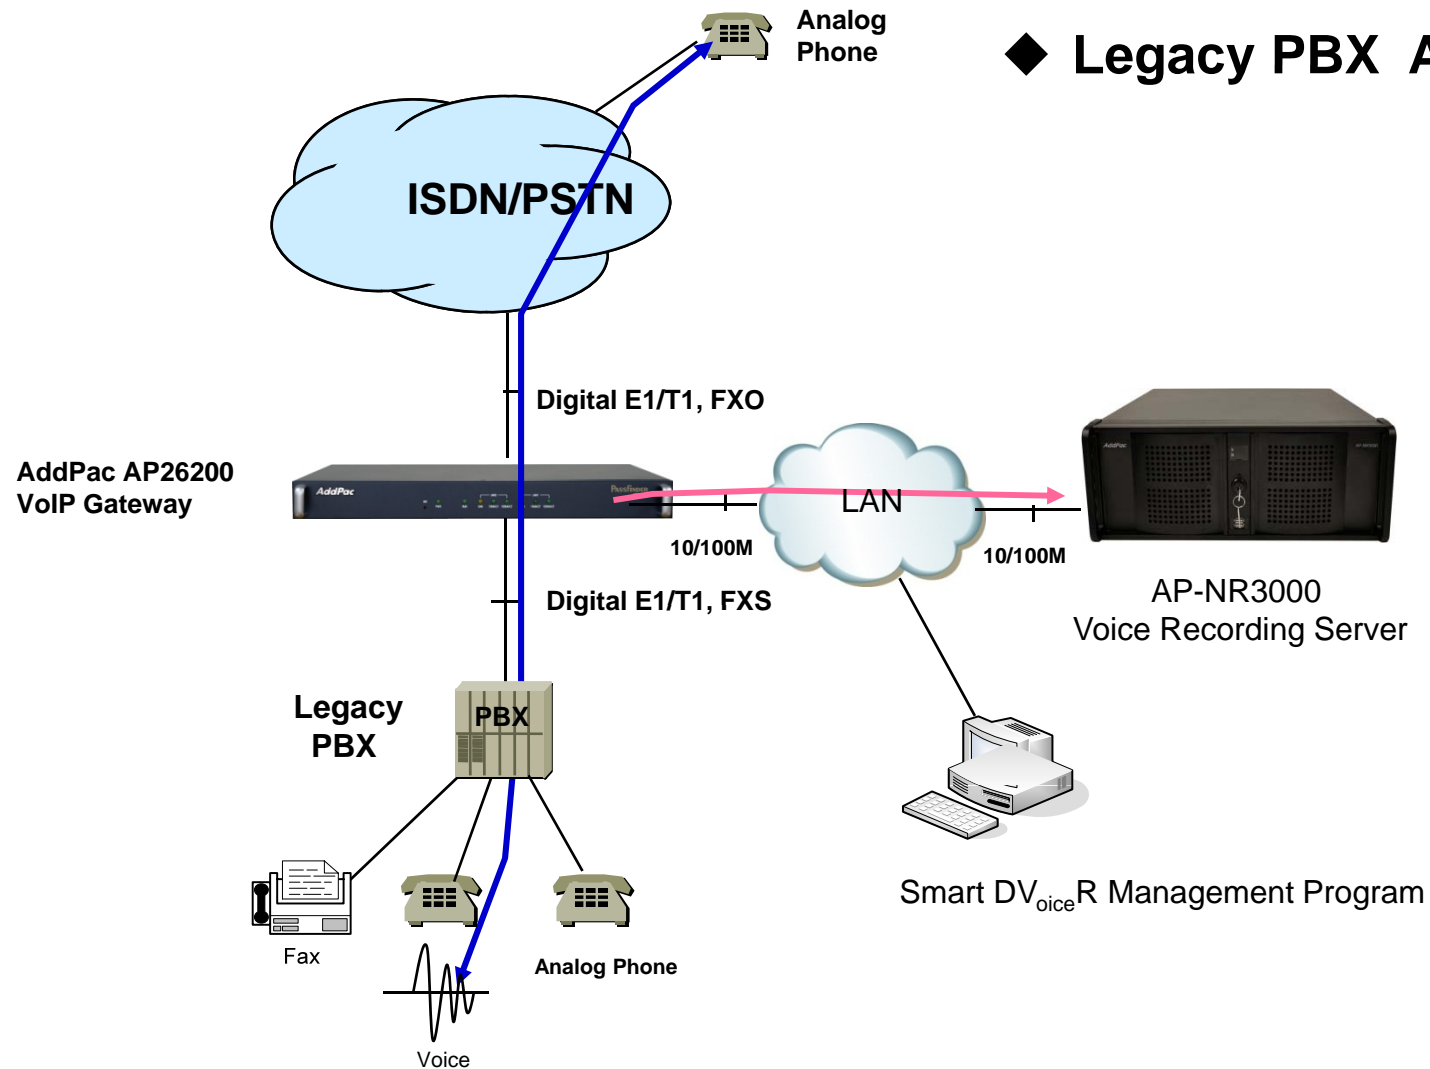 Analog
Phone
◆ Legacy PBX A
ISDN/PSTN
Digital E1/T1, FXO
AddPac AP26200
VoIP Gateway
AddPac
LAN
AddPac
10/100M
10/100M
Digital E1/T1, FXS
AP-NR3000
Voice Recording Server
Legacy
PBX
PBX
Smart DVoiceR Management Program
Fax
Analog Phone
Voice